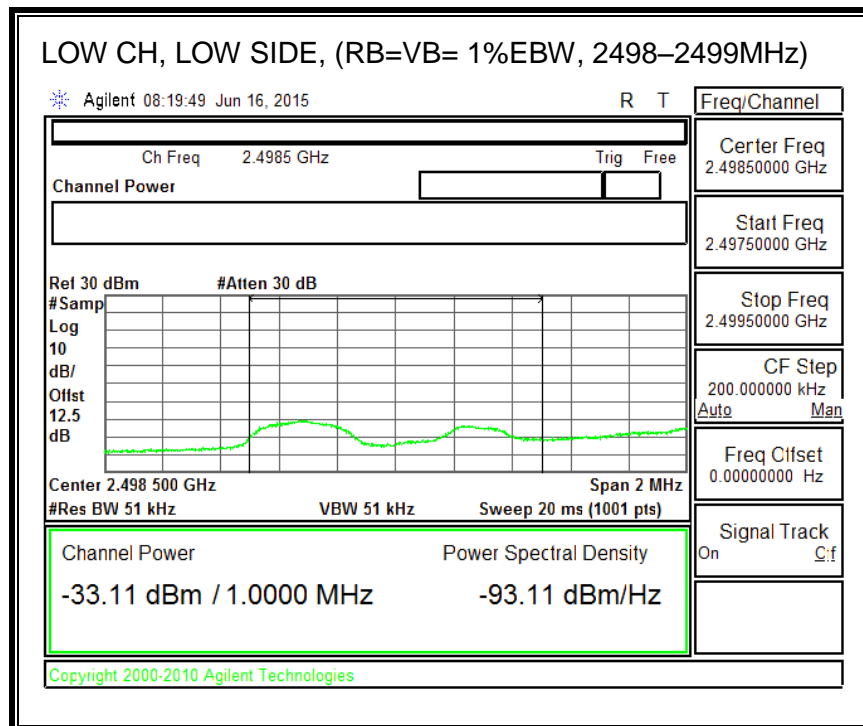 LOW CH, LOW SIDE, (RB=VB= 1%EBW, 2498–2499MHz)
Agilent 08:19:49 Jun 16, 2015 R T
Freq/Channel
Ch Freq 2.4985 GHz Trig Free
Channel Power
Center Freq
2.49850000 GHz
Start Freq
2.49750000 GHz
Stop Freq
2.49950000 GHz
CF Step
200.000000 kHz
Auto Man
Freq Offset
0.00000000 Hz
Signal Track
On Off
Ref 30 dBm #Atten 30 dB
#Samp
Log
10
dB/
Offst
12.5
dB
Center 2.498 500 GHz Span 2 MHz
#Res BW 51 kHz VBW 51 kHz Sweep 20 ms (1001 pts)
Channel Power Power Spectral Density
-33.11 dBm / 1.0000 MHz -93.11 dBm/Hz
Copyright 2000-2010 Agilent Technologies